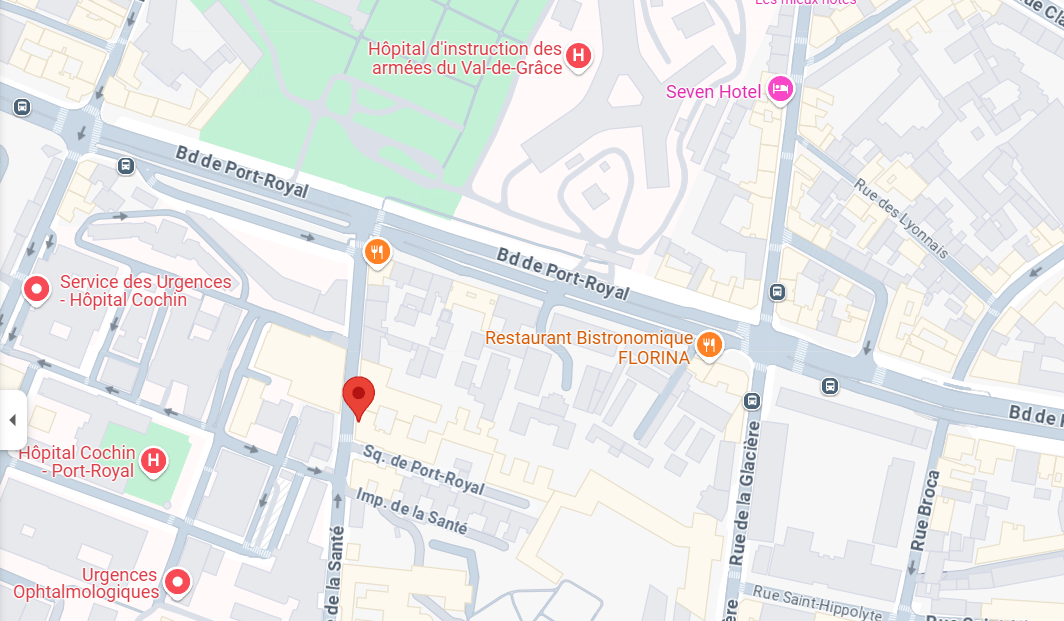 Les mieux notés
Hôpital d'instruction des
armées du Val-de-Grâce
H
Seven Hotel
Bd de Port-Royal
Rue des Lyonnais
Bd de Port-Royal
Service des Urgences
- Hôpital Cochin
Restaurant Bistronomique
FLORINA
Hôpital Cochin
- Port-Royal
H
Sq. de Port-Royal
Imp. de la Santé
de la Santé
Rue de la Glacière
Rue Broca
Bd de
Urgences
Ophtalmologiques
Rue Saint-Hippolyte